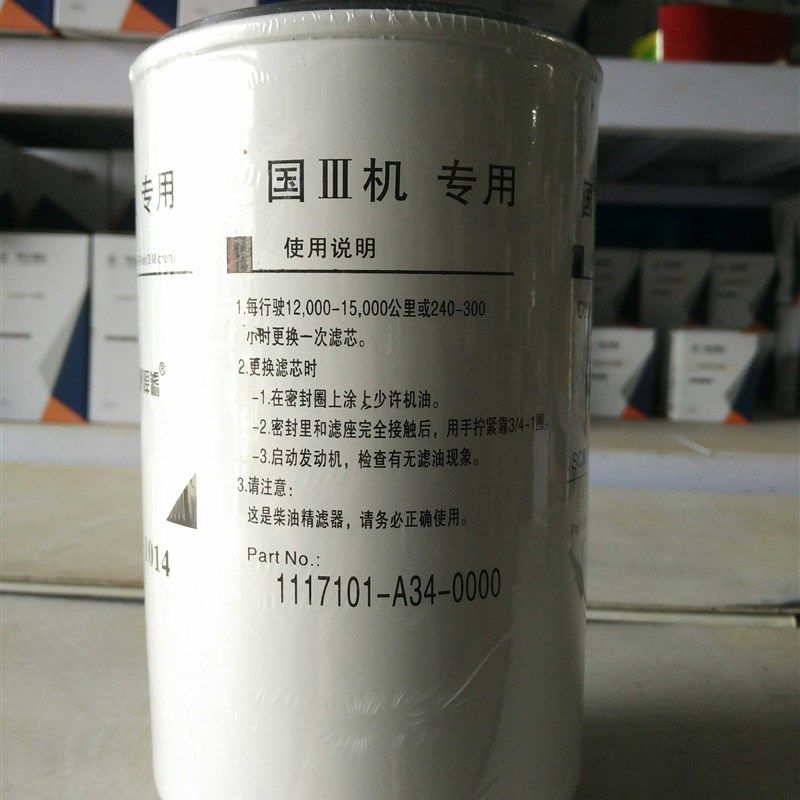 国Ⅲ机 专用
使用说明
1.每行驶12,000-15,000公里或240-300
小时更换一次滤芯。
2.更换滤芯时
-1.在密封圈上涂上少许机油。
-2.密封里和滤座完全接触后，用手拧紧靠3/4~1圈。
-3.启动发动机，检查有无滤油现象。
3.请注意：
这是柴油精滤器，请务必正确使用。
Part No.:
1117101-A34-0000
专用
014